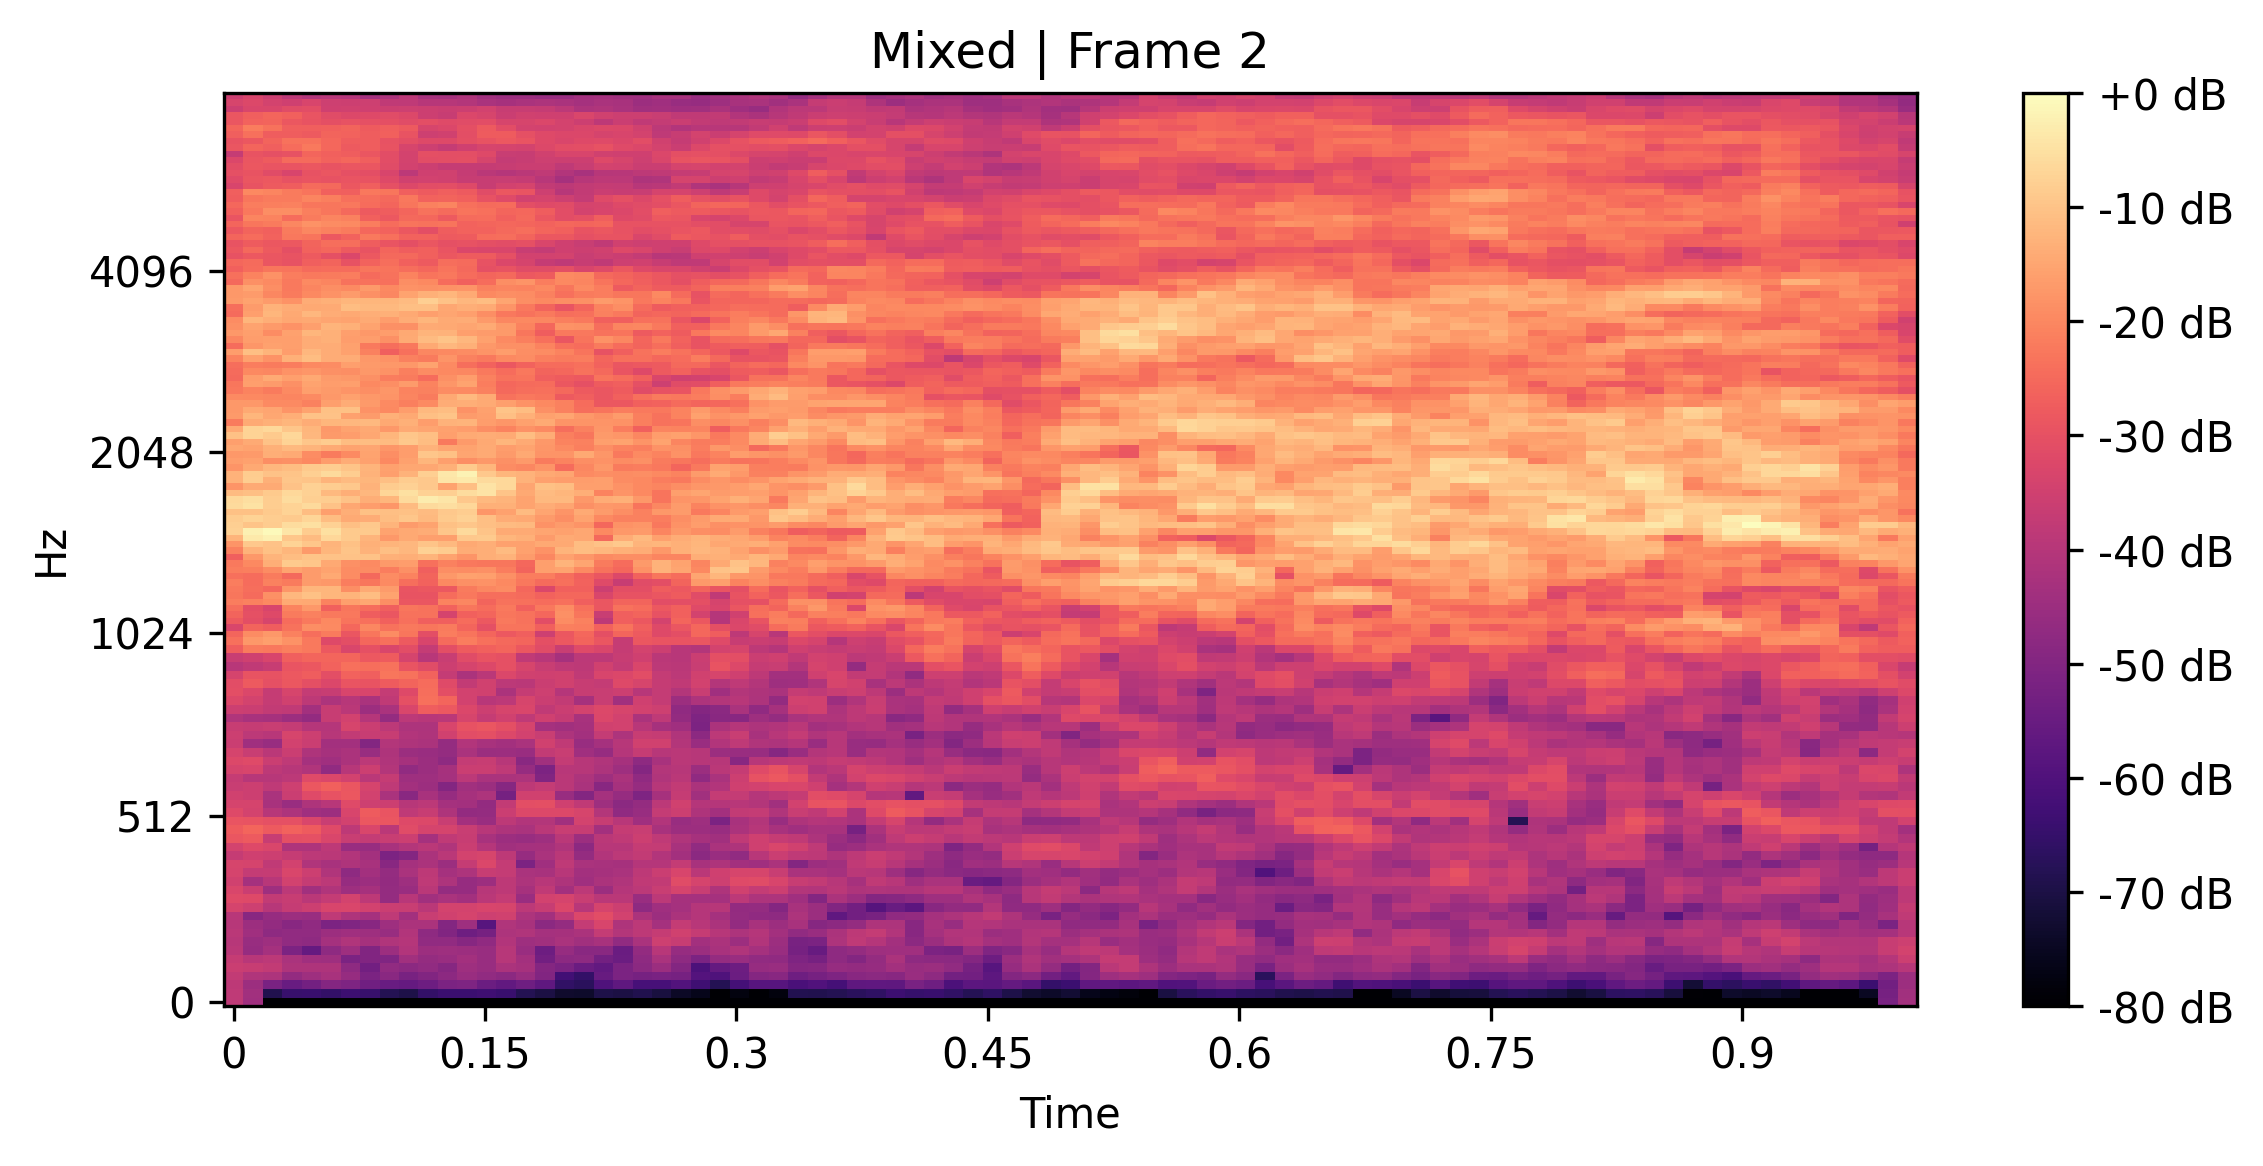 Mixed | Frame 2
Hz
4096
2048
1024
512
0
0 0.15 0.3 0.45 0.6 0.75 0.9
Time
+0 dB
-10 dB
-20 dB
-30 dB
-40 dB
-50 dB
-60 dB
-70 dB
-80 dB